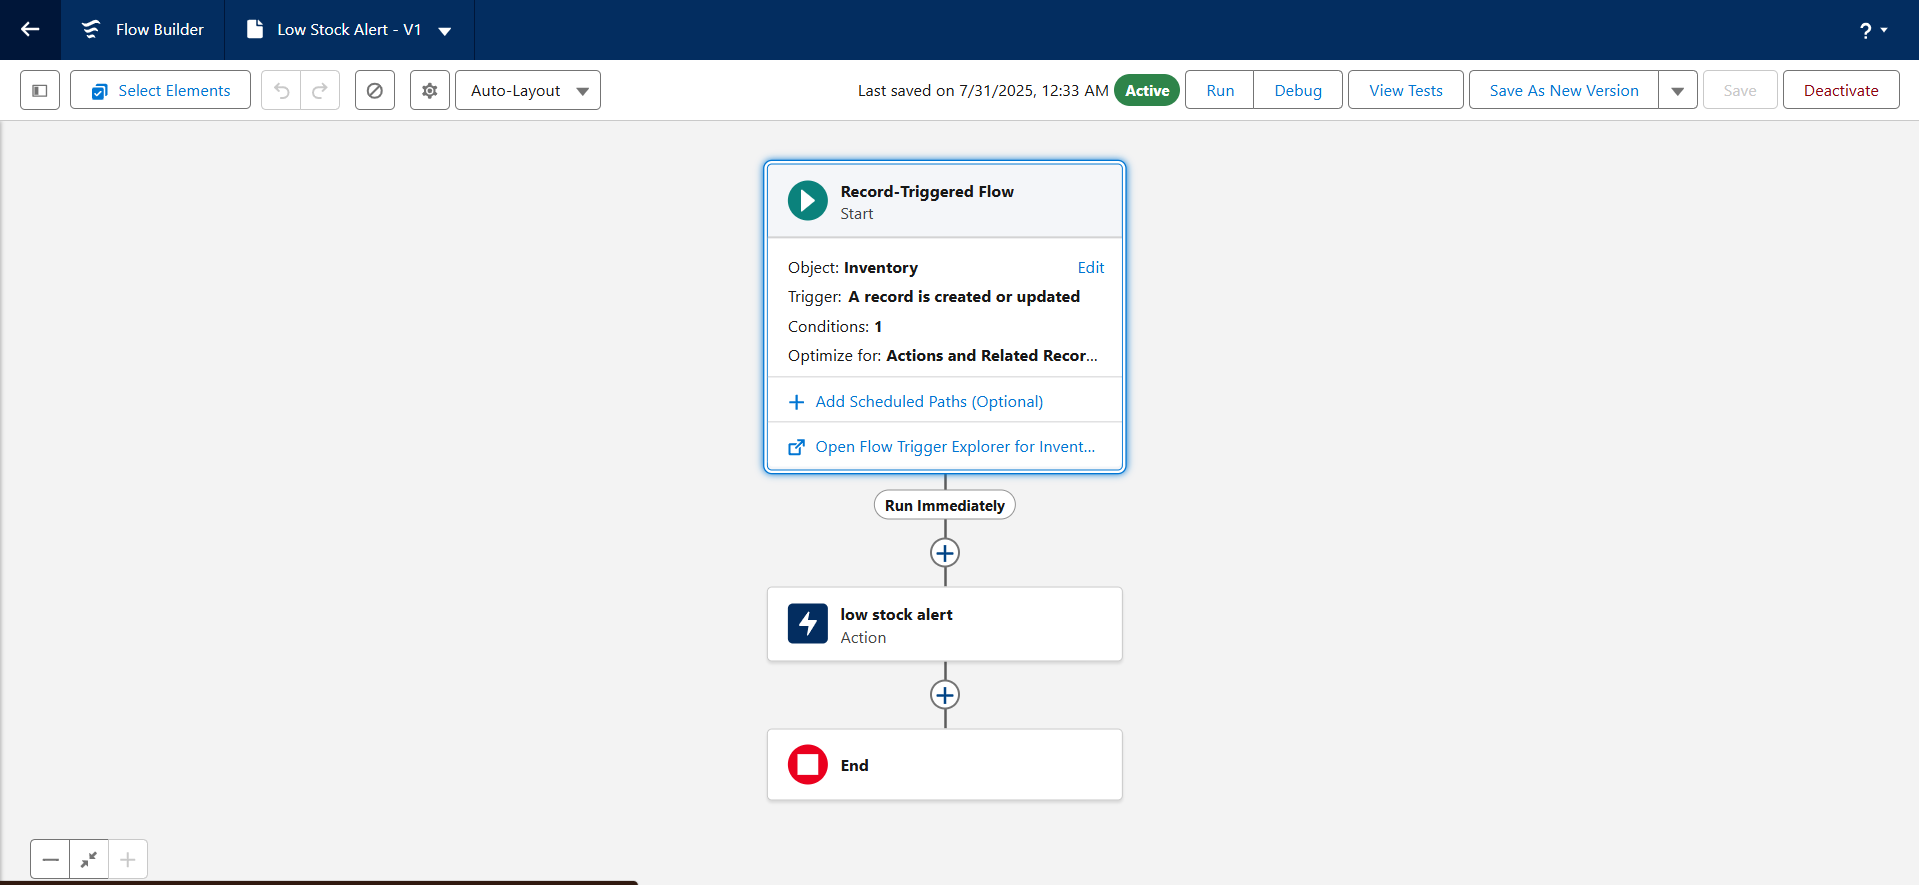 Flow Builder
Low Stock Alert - V1
?
Select Elements
Auto-Layout
Last saved on 7/31/2025, 12:33 AM
Active
Run
Debug
View Tests
Save As New Version
Save
Deactivate
Record-Triggered Flow
Start
Object: Inventory
Edit
Trigger: A record is created or updated
Conditions: 1
Optimize for: Actions and Related Recor...
Add Scheduled Paths (Optional)
Open Flow Trigger Explorer for Invent...
Run Immediately
low stock alert
Action
End